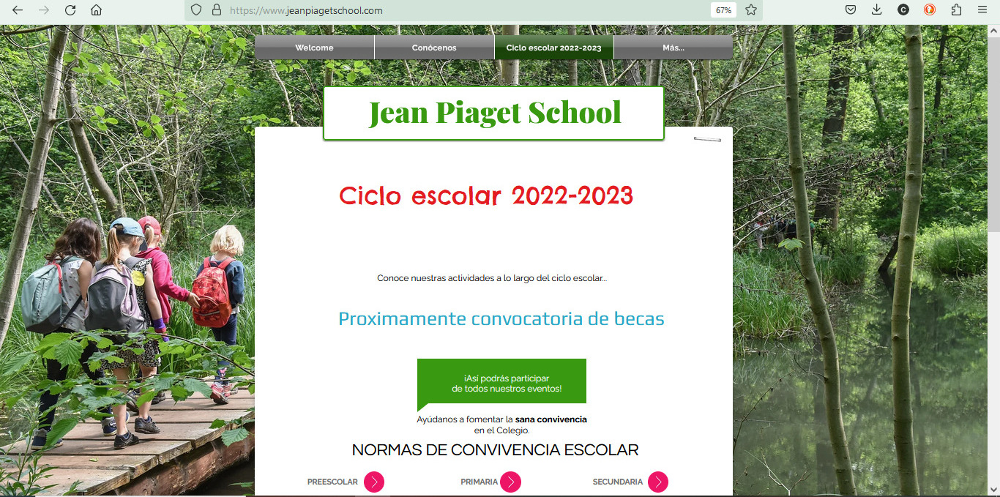 https://www.jeanpiagetschool.com
67%
C
Welcome
Conócenos
Ciclo escolar 2022-2023
Más...
Jean Piaget School
Ciclo escolar 2022-2023
Conoce nuestras actividades a lo largo del ciclo escolar...
Proximamente convocatoria de becas
¡Así podrás participar
de todos nuestros eventos!
Ayúdanos a fomentar la sana convivencia
en el Colegio.
NORMAS DE CONVIVENCIA ESCOLAR
PREESCOLAR
PRIMARIA
SECUNDARIA